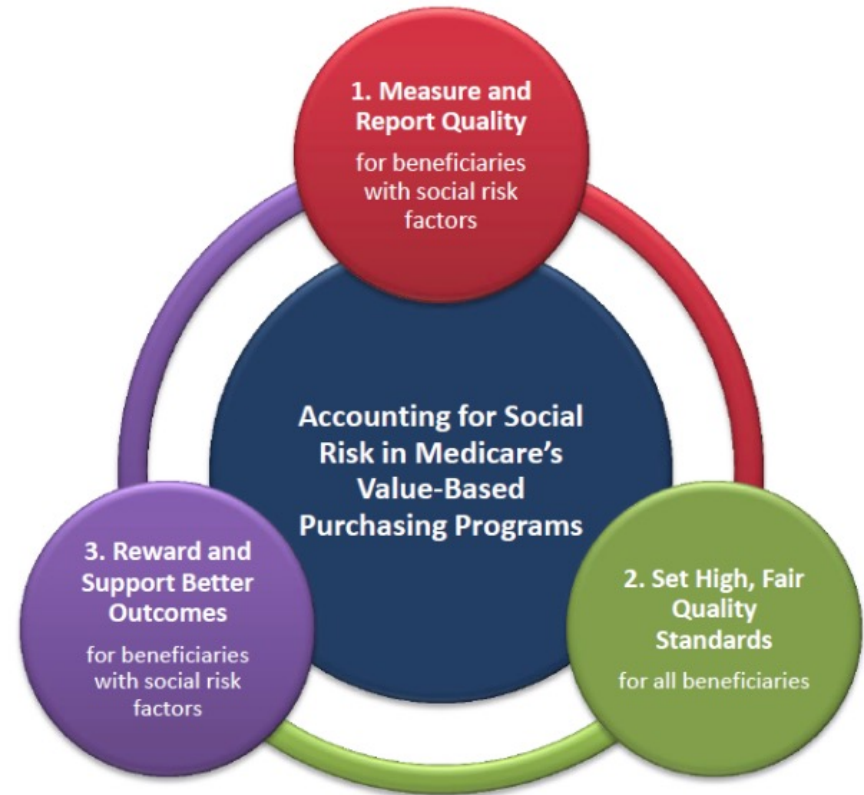 1. Measure and
Report Quality
for beneficiaries
with social risk
factors
Accounting for Social
Risk in Medicare’s
Value-Based
Purchasing Programs
2. Set High, Fair
Quality
Standards
for all beneficiaries
3. Reward and
Support Better
Outcomes
for beneficiaries
with social risk
factors